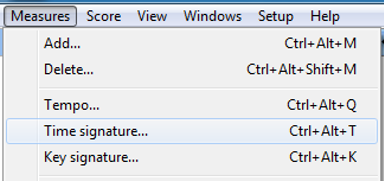 Measures Score View Windows Setup Help
Add... Ctrl+Alt+M
Delete... Ctrl+Alt+Shift+M
Tempo... Ctrl+Alt+Q
Time signature... Ctrl+Alt+T
Key signature... Ctrl+Alt+K